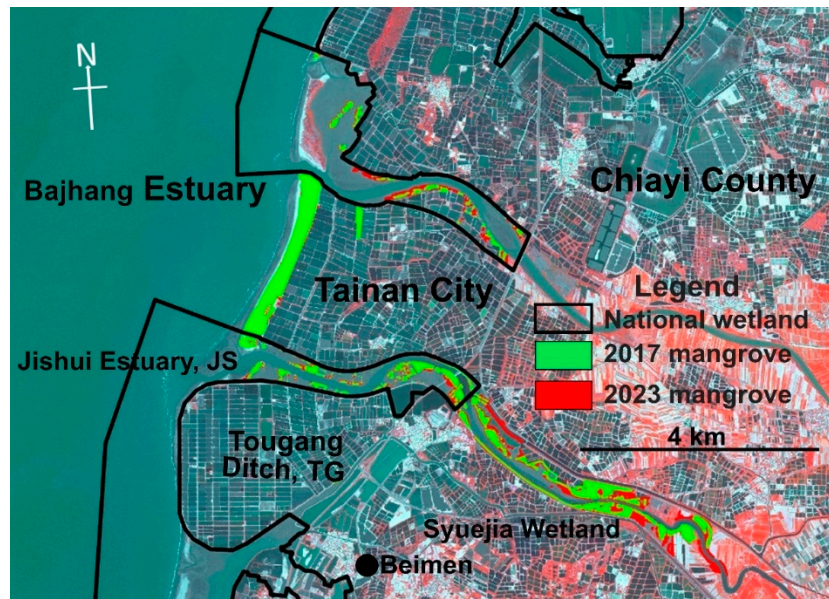 N
Bajhang Estuary
Chiayi County
Tainan City
Legend
National wetland
2017 mangrove
2023 mangrove
4 km
Jishui Estuary, JS
Tougang
Ditch, TG
Syuejia Wetland
Beimen